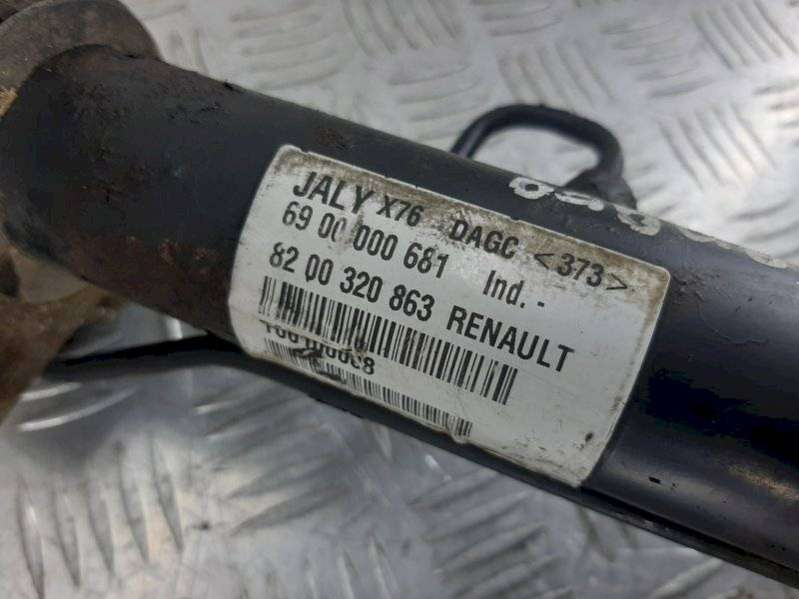 JALY X76 DAGC <373>
69 00 000 681 Ind. -
82 00 320 863 RENAULT